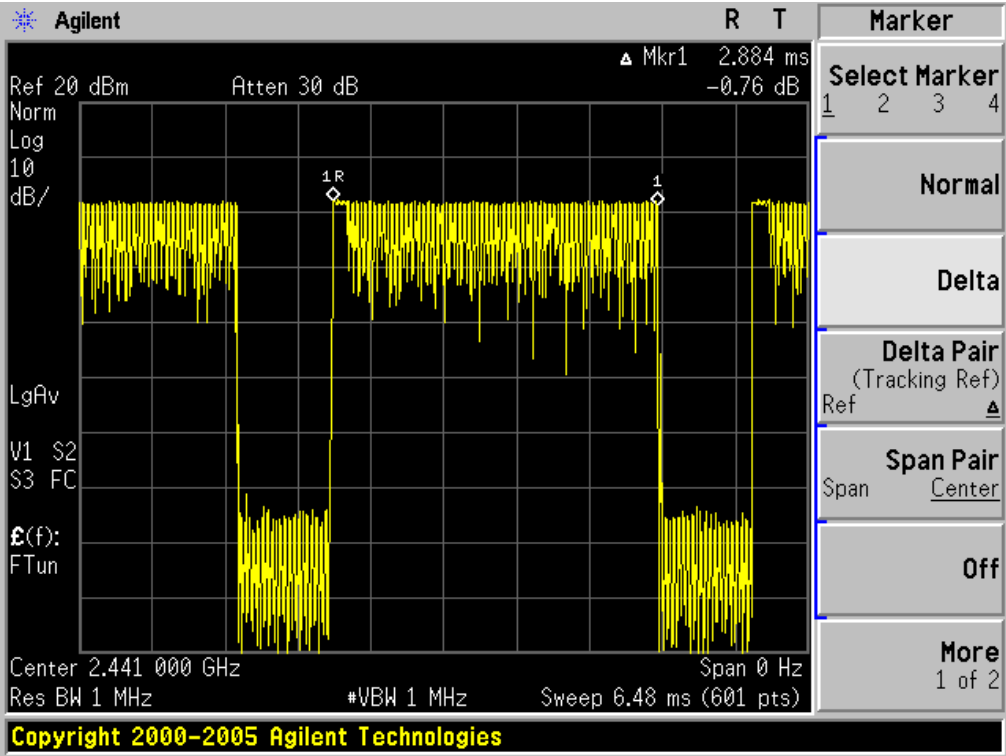 Agilent R T
Δ Mkr1 2.884 ms
Ref 20 dBm Atten 30 dB -0.76 dB
Norm
Log
10
dB/
1R
1
LgAv
V1 S2
S3 FC
£(f):
FTun
Center 2.441 000 GHz Span 0 Hz
Res BW 1 MHz #VBW 1 MHz Sweep 6.48 ms (601 pts)
Copyright 2000-2005 Agilent Technologies
Marker
Select Marker
1 2 3 4
Normal
Delta
Delta Pair
(Tracking Ref)
Ref Δ
Span Pair
Span Center
Off
More
1 of 2